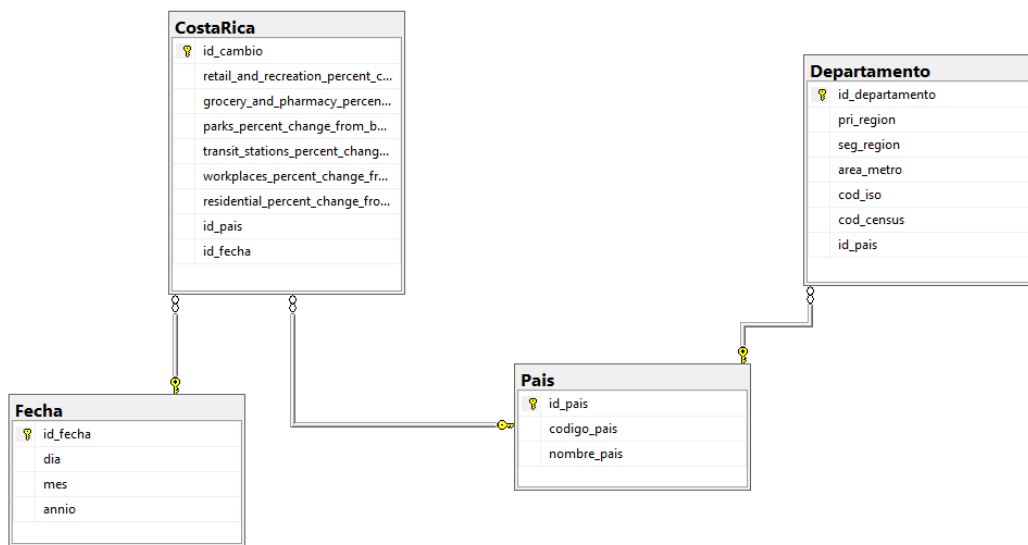 CostaRica
id_cambio
retail_and_recreation_percent_c...
grocery_and_pharmacy_percen...
parks_percent_change_from_b...
transit_stations_percent_chang...
workplaces_percent_change_fr...
residential_percent_change_fro...
id_pais
id_fecha
Departamento
id_departamento
pri_region
seg_region
area_metro
cod_iso
cod_census
id_pais
Fecha
id_fecha
dia
mes
annio
Pais
id_pais
codigo_pais
nombre_pais